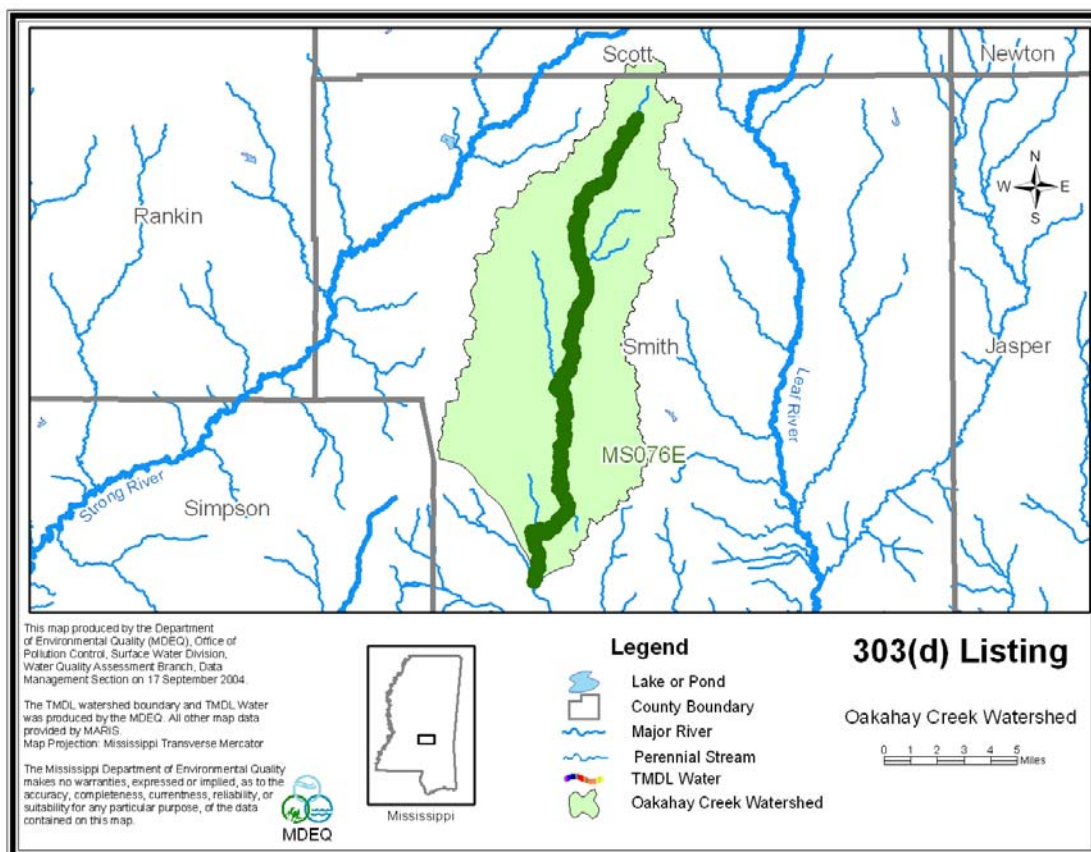 Scott
Newton
N
W E
S
Rankin
Smith
Jasper
Leaf River
MS076E
Strong River
Simpson
This map produced by the Department
of Environmental Quality (MDEQ), Office of
Pollution Control, Surface Water Division,
Water Quality Assessment Branch, Data
Management Section on 17 September 2004.
The TMDL watershed boundary and TMDL Water
was produced by the MDEQ. All other map data
provided by MARIS.
Map Projection: Mississippi Transverse Mercator
The Mississippi Department of Environmental Quality
makes no warranties, expressed or implied, as to the
accuracy, completeness, currentness, reliability, or
suitability for any particular purpose, of the data
contained on this map.
MDEQ
Mississippi
Legend
Lake or Pond
County Boundary
Major River
Perennial Stream
TMDL Water
Oakahay Creek Watershed
303(d) Listing
Oakahay Creek Watershed
0 1 2 3 4 5
Miles